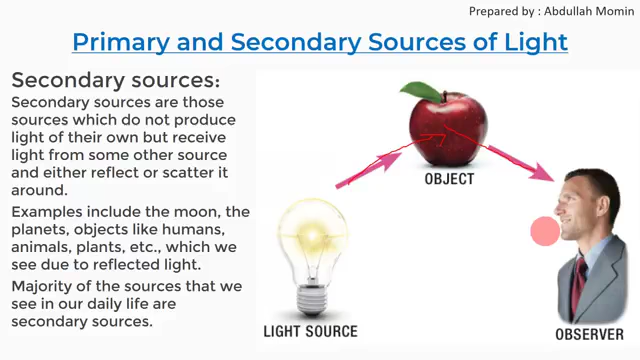 Prepared by : Abdullah Momin
Primary and Secondary Sources of Light
Secondary sources:
Secondary sources are those
sources which do not produce
light of their own but receive
light from some other source
and either reflect or scatter it
around.
Examples include the moon, the
planets, objects like humans,
animals, plants, etc., which we
see due to reflected light.
Majority of the sources that we
see in our daily life are
secondary sources.
OBJECT
LIGHT SOURCE
OBSERVER